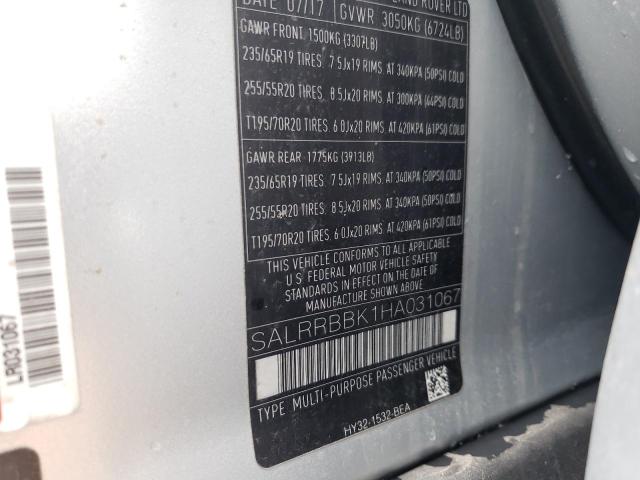 LAND ROVER LTD
DATE 07/17 GVWR 3050KG (6724LB)
GAWR FRONT 1500KG (3307LB)
235/65R19 TIRES. 7 5Jx19 RIMS. AT 340KPA (50PSI) COLD
255/55R20 TIRES. 8 5Jx20 RIMS. AT 300KPA (44PSI) COLD
T195/70R20 TIRES. 6 0Jx20 RIMS. AT 420KPA (61PSI) COLD
GAWR REAR 1775KG (3913LB)
235/65R19 TIRES. 7 5Jx19 RIMS. AT 340KPA (50PSI) COLD
255/55R20 TIRES. 8 5Jx20 RIMS. AT 340KPA (50PSI) COLD
T195/70R20 TIRES. 6 0Jx20 RIMS. AT 420KPA (61PSI) COLD
THIS VEHICLE CONFORMS TO ALL APPLICABLE
U.S. FEDERAL MOTOR VEHICLE SAFETY
STANDARDS IN EFFECT ON THE DATE OF
MANUFACTURE SHOWN ABOVE
SALRRBBK1HA031067
TYPE MULTI-PURPOSE PASSENGER VEHICLE
HY32-1532-BEA
LR031067